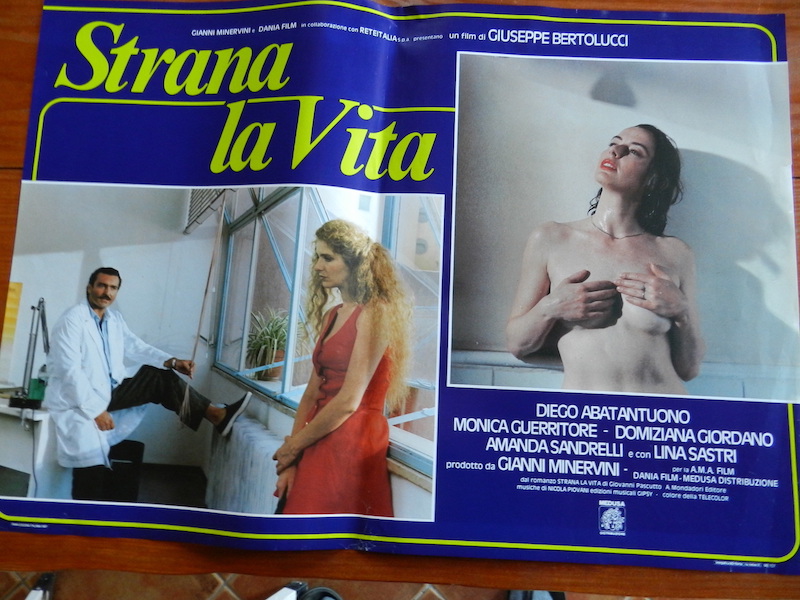 GIANNI MINERVINI e DANIA FILM in collaborazione con RETEITALIA S.p.A. presentano un film di GIUSEPPE BERTOLUCCI
Strana
la Vita
DIEGO ABATANTUONO
MONICA GUERRITORE - DOMIZIANA GIORDANO
AMANDA SANDRELLI e con LINA SASTRI
prodotto da GIANNI MINERVINI - per la A.M.A. FILM
DANIA FILM - MEDUSA DISTRIBUZIONE
dal romanzo STRANA LA VITA di Giovanni Pascutto A. Mondadori Editore
musiche di NICOLA PIOVANI edizioni musicali GIPSY - colore della TELECOLOR
MEDUSA
DISTRIBUZIONE